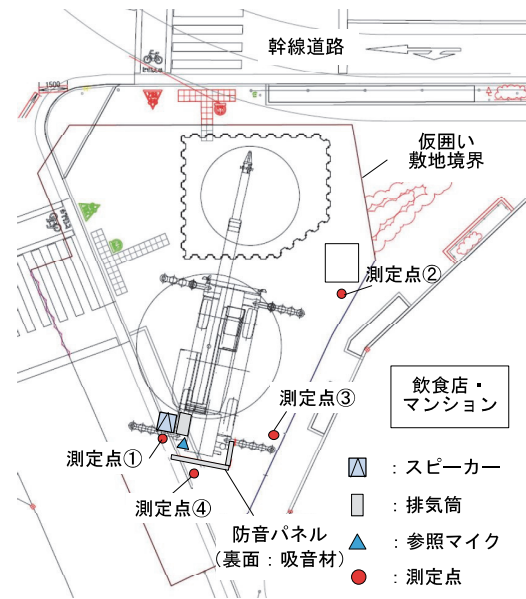 幹線道路
1500
仮囲い
敷地境界
測定点②
飲食店・
マンション
測定点③
測定点①
測定点④
防音パネル
(裏面：吸音材)
：スピーカー
：排気筒
：参照マイク
：測定点